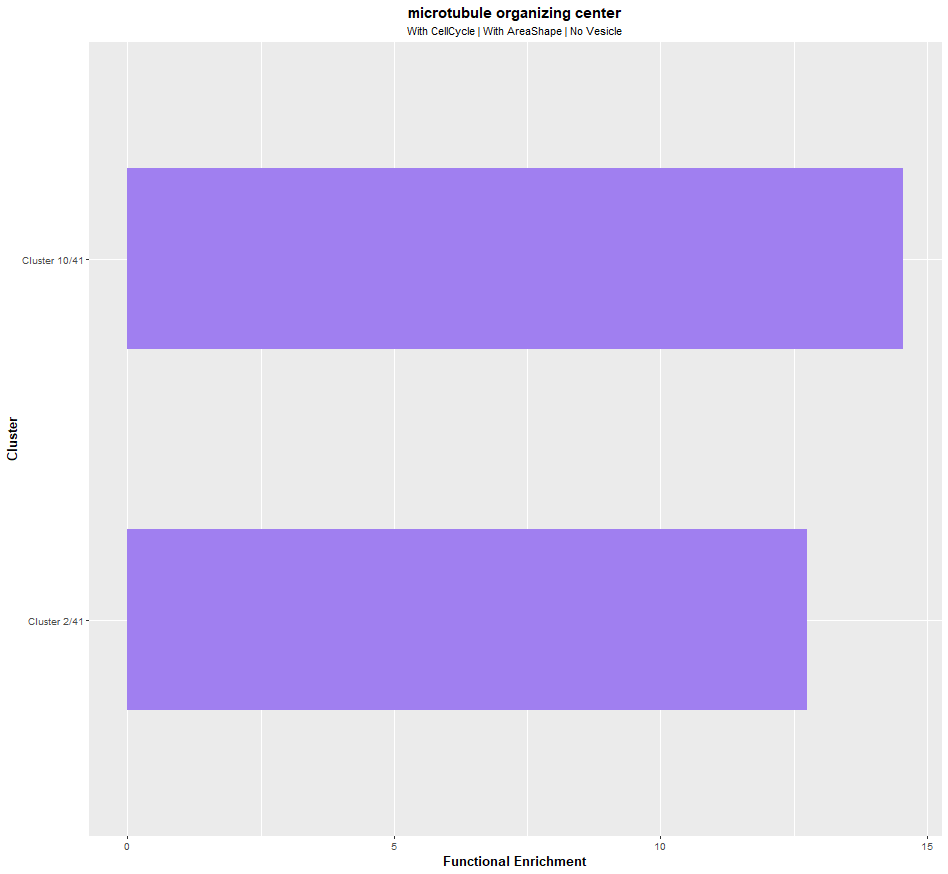 microtubule organizing center
With CellCycle | With AreaShape | No Vesicle
Cluster
Cluster 10/41
Cluster 2/41
0 5 10 15
Functional Enrichment